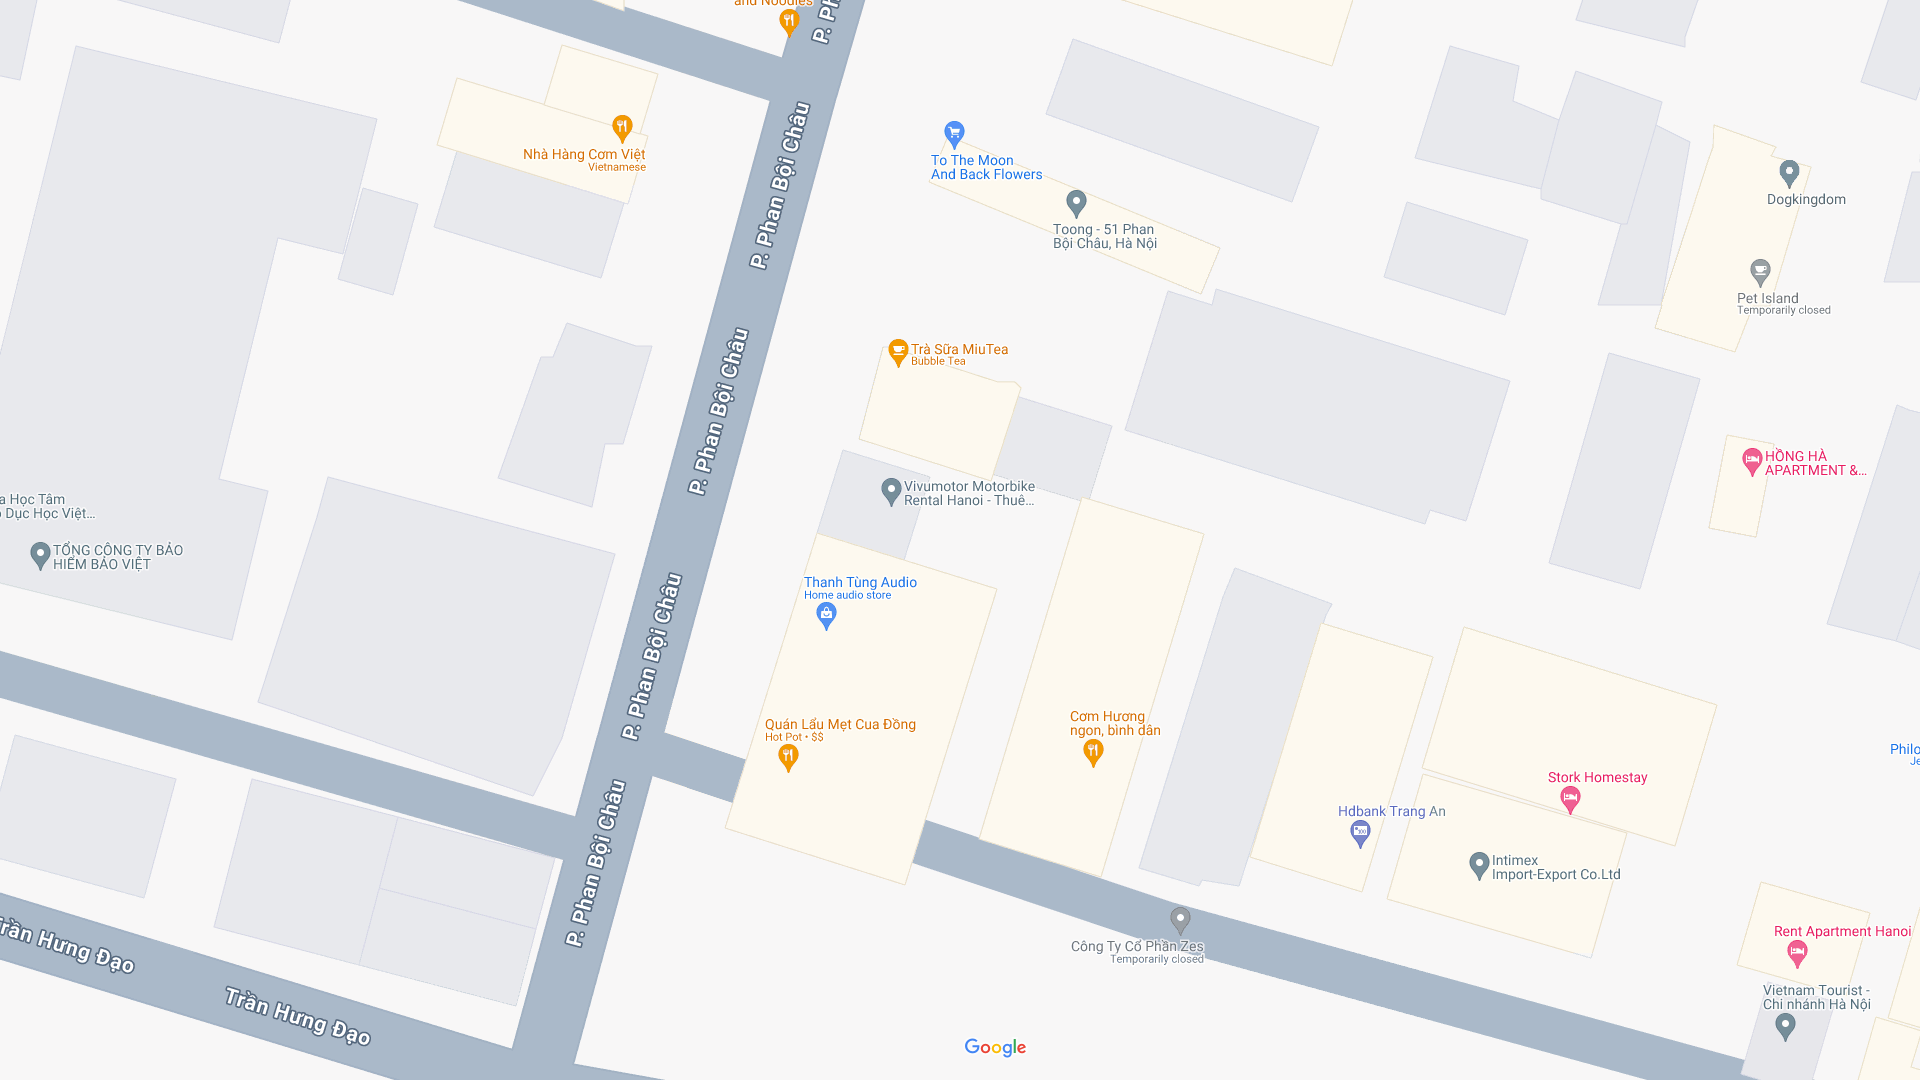 and Noodles
P. Ph
P. Phan Bội Châu
Nhà Hàng Cơm Việt
Vietnamese
To The Moon
And Back Flowers
Toong - 51 Phan
Bội Châu, Hà Nội
Dogkingdom
Pet Island
Temporarily closed
P. Phan Bội Châu
Trà Sữa MiuTea
Bubble Tea
HỒNG HÀ
APARTMENT &...
Vivumotor Motorbike
Rental Hanoi - Thuê...
a Học Tâm
Dục Học Việt...
TỔNG CÔNG TY BẢO
HIỂM BẢO VIỆT
P. Phan Bội Châu
Thanh Tùng Audio
Home audio store
Quán Lẩu Mẹt Cua Đồng
Hot Pot • $$
Cơm Hương
ngon, bình dân
Philo
Je
Stork Homestay
Hdbank Trang An
Intimex
Import-Export Co.Ltd
P. Phan Bội Châu
Công Ty Cổ Phần Zes
Temporarily closed
Rent Apartment Hanoi
Vietnam Tourist -
Chi nhánh Hà Nội
Trần Hưng Đạo
Trần Hưng Đạo
Google